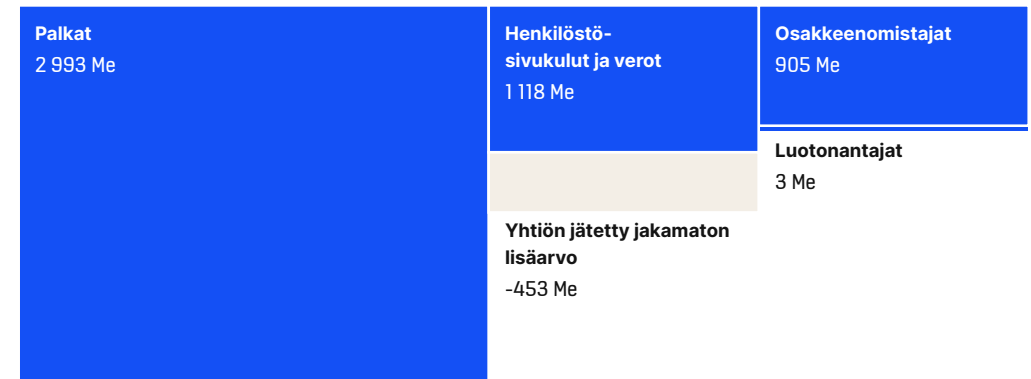 Palkat
2 993 Me
Henkilöstö-
sivukulut ja verot
1 118 Me
Yhtiön jätetty jakamaton
lisäarvo
-453 Me
Osakkeenomistajat
905 Me
Luotonantajat
3 Me